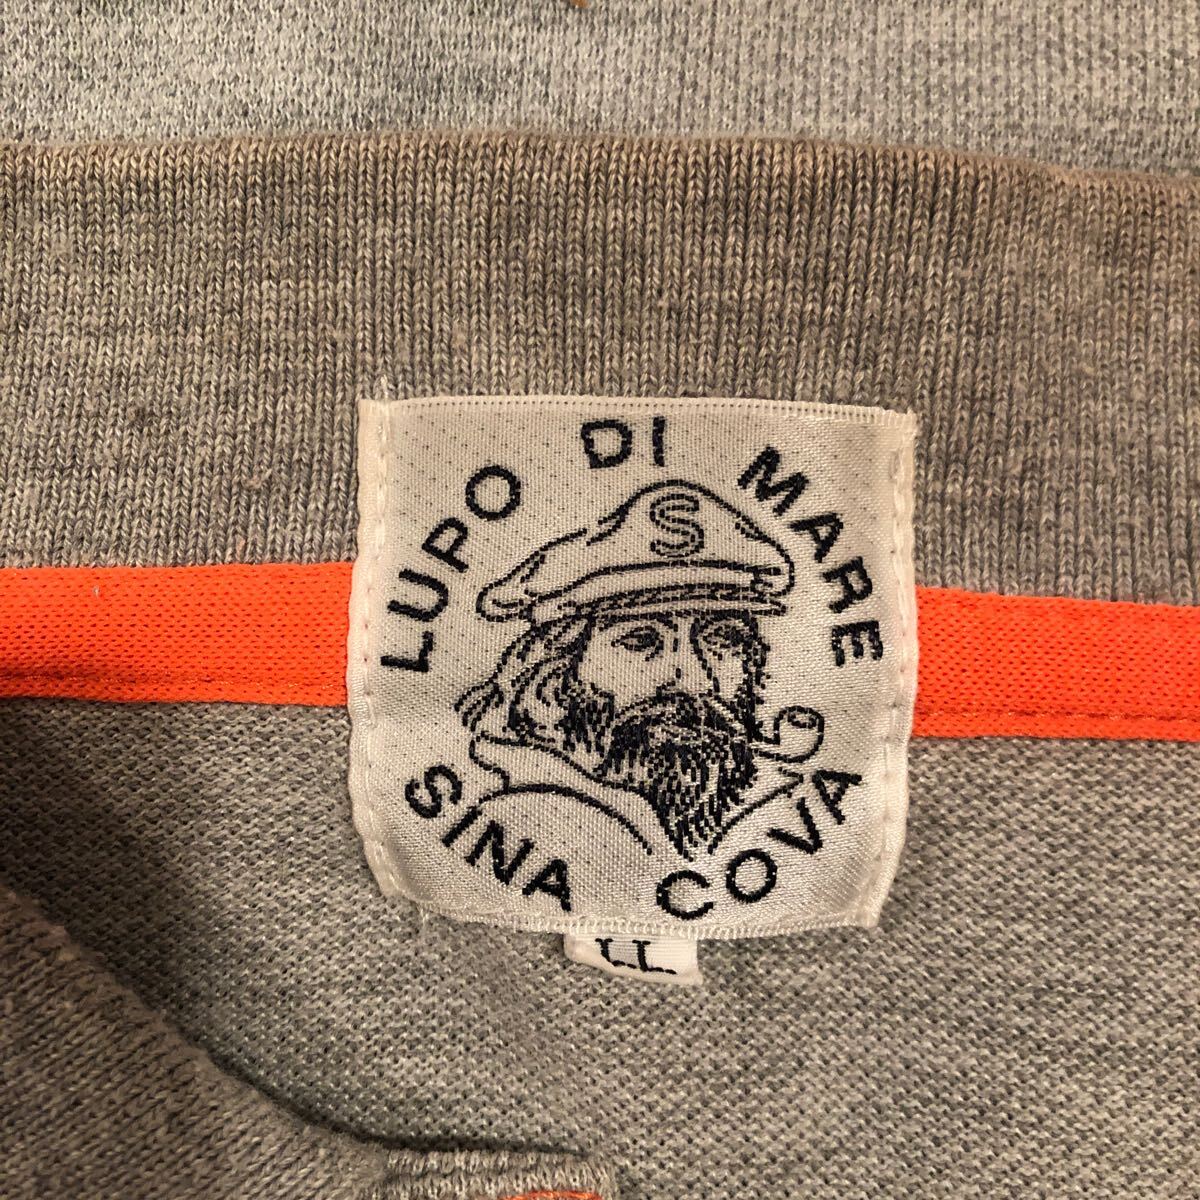 LUPO DI MARE
S
SINA COVA
LL